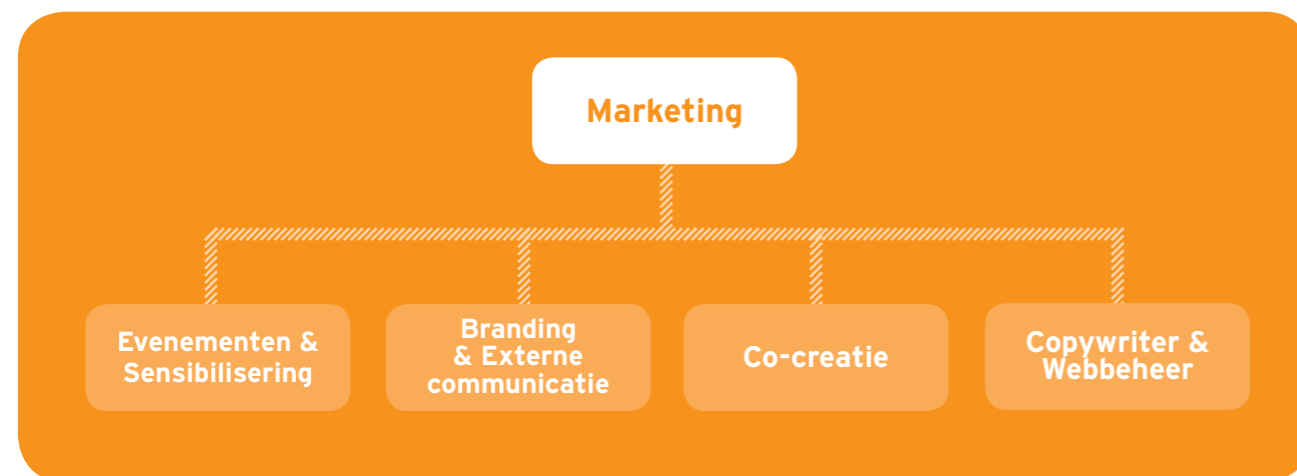 Marketing
Evenementen &
Sensibilisering
Branding
& Externe
communicatie
Co-creatie
Copywriter &
Webbeheer